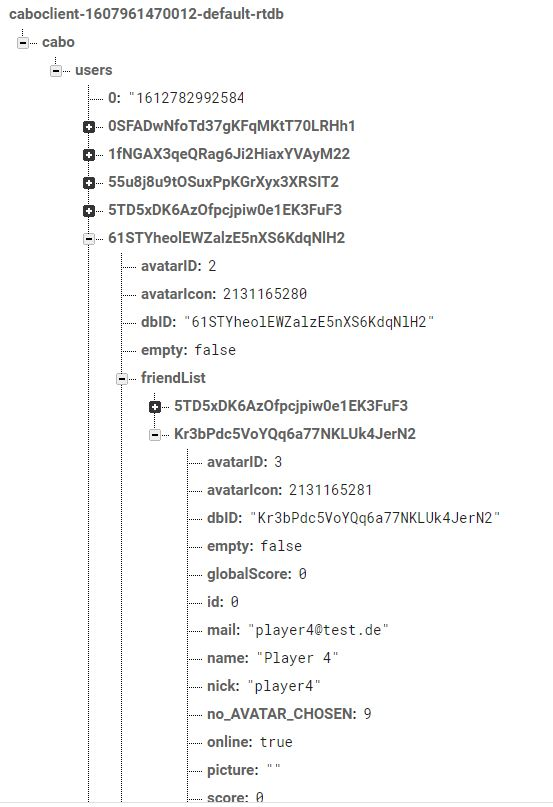 caboclient-1607961470012-default-rtdb
cabo
users
0: "1612782992584
0SFADwNfoTd37gKFqMKtT70LRHh1
1fNGAX3qeQRag6Ji2HiaxYVAyM22
55u8j8u9tOSuxPpKGrXyx3XRSIT2
5TD5xDK6AzOfpcjpiw0e1EK3FuF3
61STYheolEWZalzE5nXS6KdqNlH2
avatarID: 2
avatarIcon: 2131165280
dbID: "61STYheolEWZalzE5nXS6KdqNlH2"
empty: false
friendList
5TD5xDK6AzOfpcjpiw0e1EK3FuF3
Kr3bPdc5VoYQq6a77NKLUk4JerN2
avatarID: 3
avatarIcon: 2131165281
dbID: "Kr3bPdc5VoYQq6a77NKLUk4JerN2"
empty: false
globalScore: 0
id: 0
mail: "player4@test.de"
name: "Player 4"
nick: "player4"
no_AVATAR_CHOSEN: 9
online: true
picture: ""
score: 0